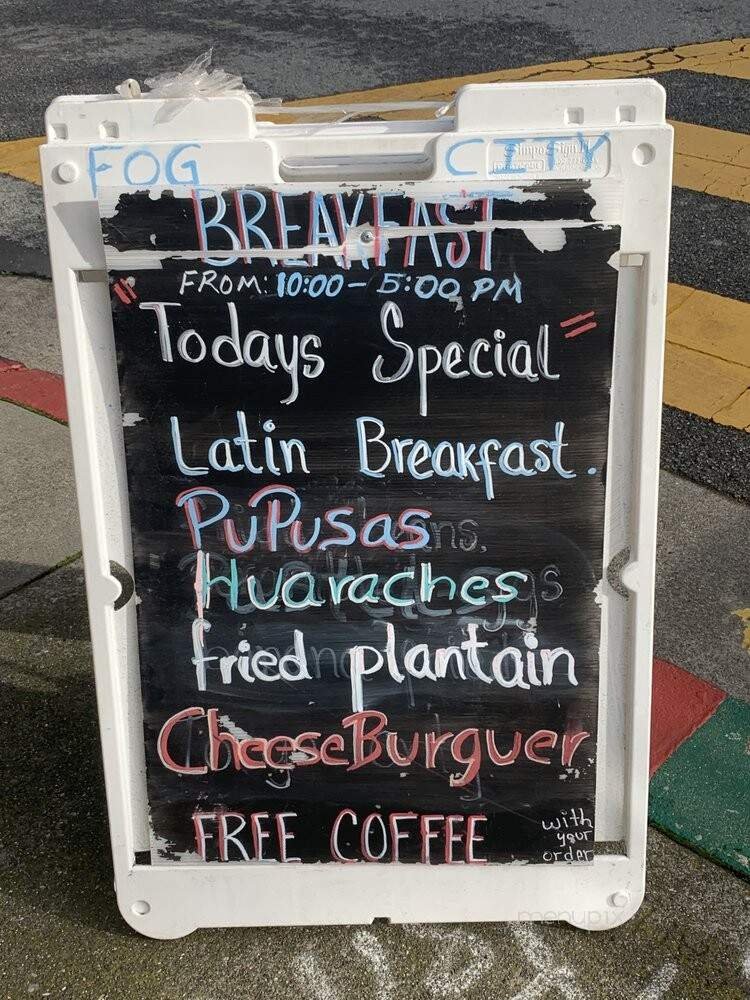 FOG CITY
BREAKFAST
FROM: 10:00 - 5:00 PM
"Todays Special"
Latin Breakfast.
PuPusas
Huaraches
fried plantain
CheeseBurguer
FREE COFFEE with
your
order
menupix